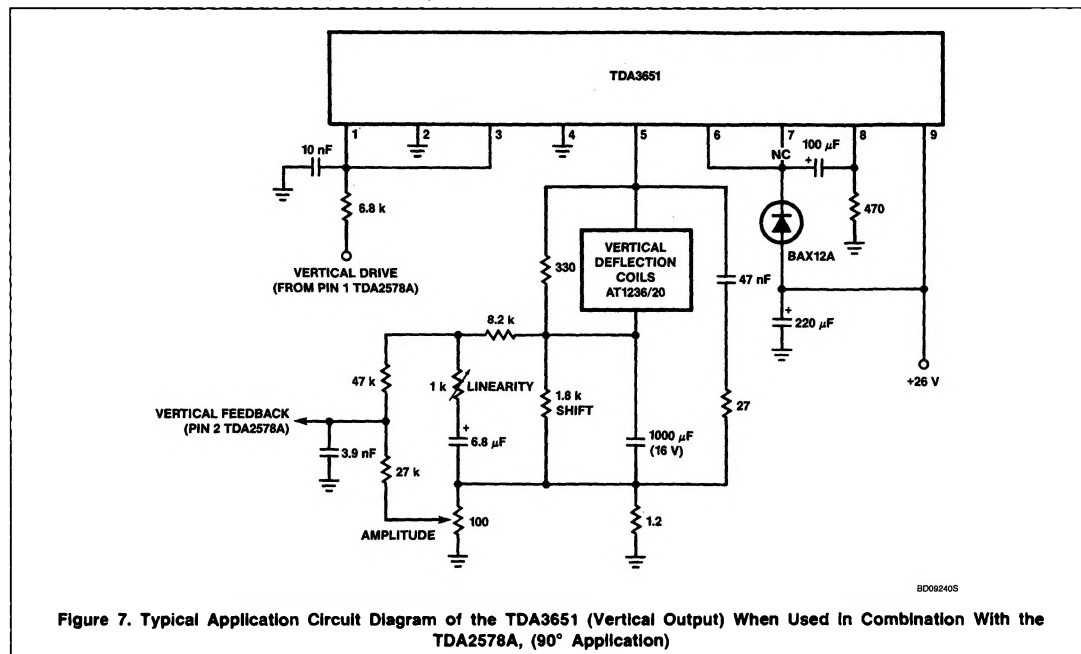 TDA3651
1 2 3 4 5 6 7 8 9
NC
10 nF
100 μF
+
6.8 k
470
BAX12A
VERTICAL DRIVE
(FROM PIN 1 TDA2578A)
330
VERTICAL
DEFLECTION
COILS
AT1236/20
47 nF
+
220 μF
+26 V
8.2 k
47 k
1 k
LINEARITY
1.8 k
SHIFT
27
VERTICAL FEEDBACK
(PIN 2 TDA2578A)
+
6.8 μF
1000 μF
(16 V)
3.9 nF
27 k
AMPLITUDE
100
1.2
BD09240S
Figure 7. Typical Application Circuit Diagram of the TDA3651 (Vertical Output) When Used in Combination With the
TDA2578A, (90° Application)